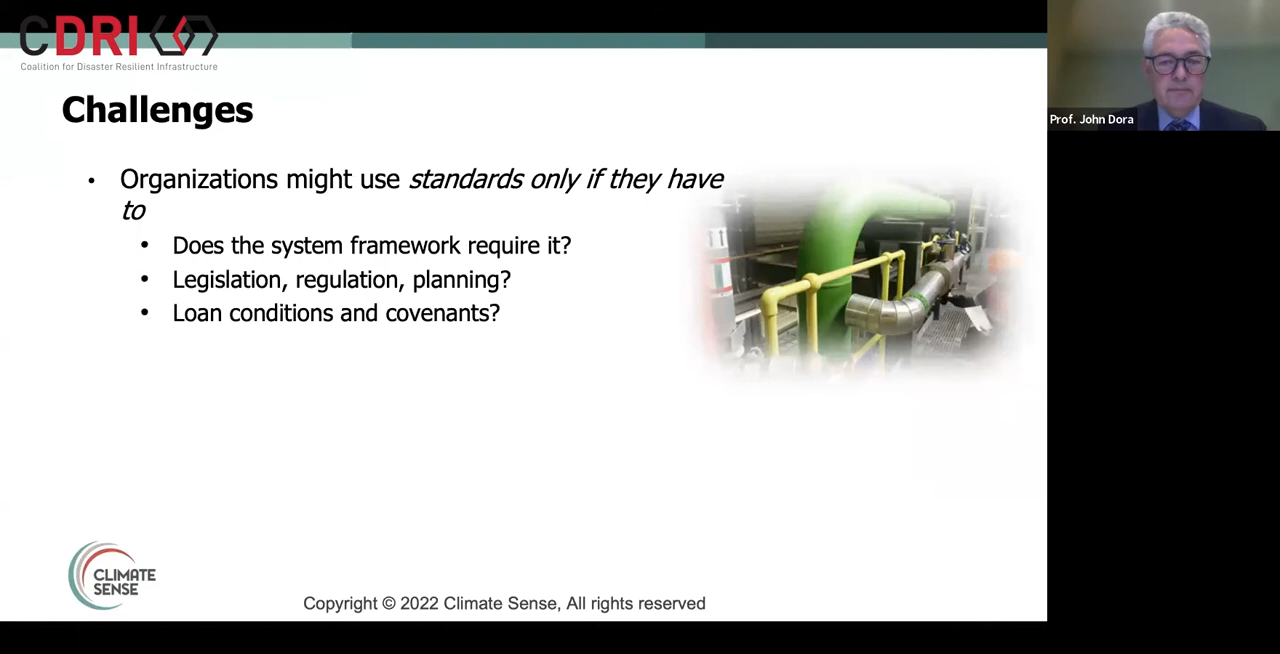 CDRI
Coalition for Disaster Resilient Infrastructure
Prof. John Dora
Challenges
• Organizations might use standards only if they have
to
• Does the system framework require it?
• Legislation, regulation, planning?
• Loan conditions and covenants?
CLIMATE
SENSE
Copyright © 2022 Climate Sense, All rights reserved